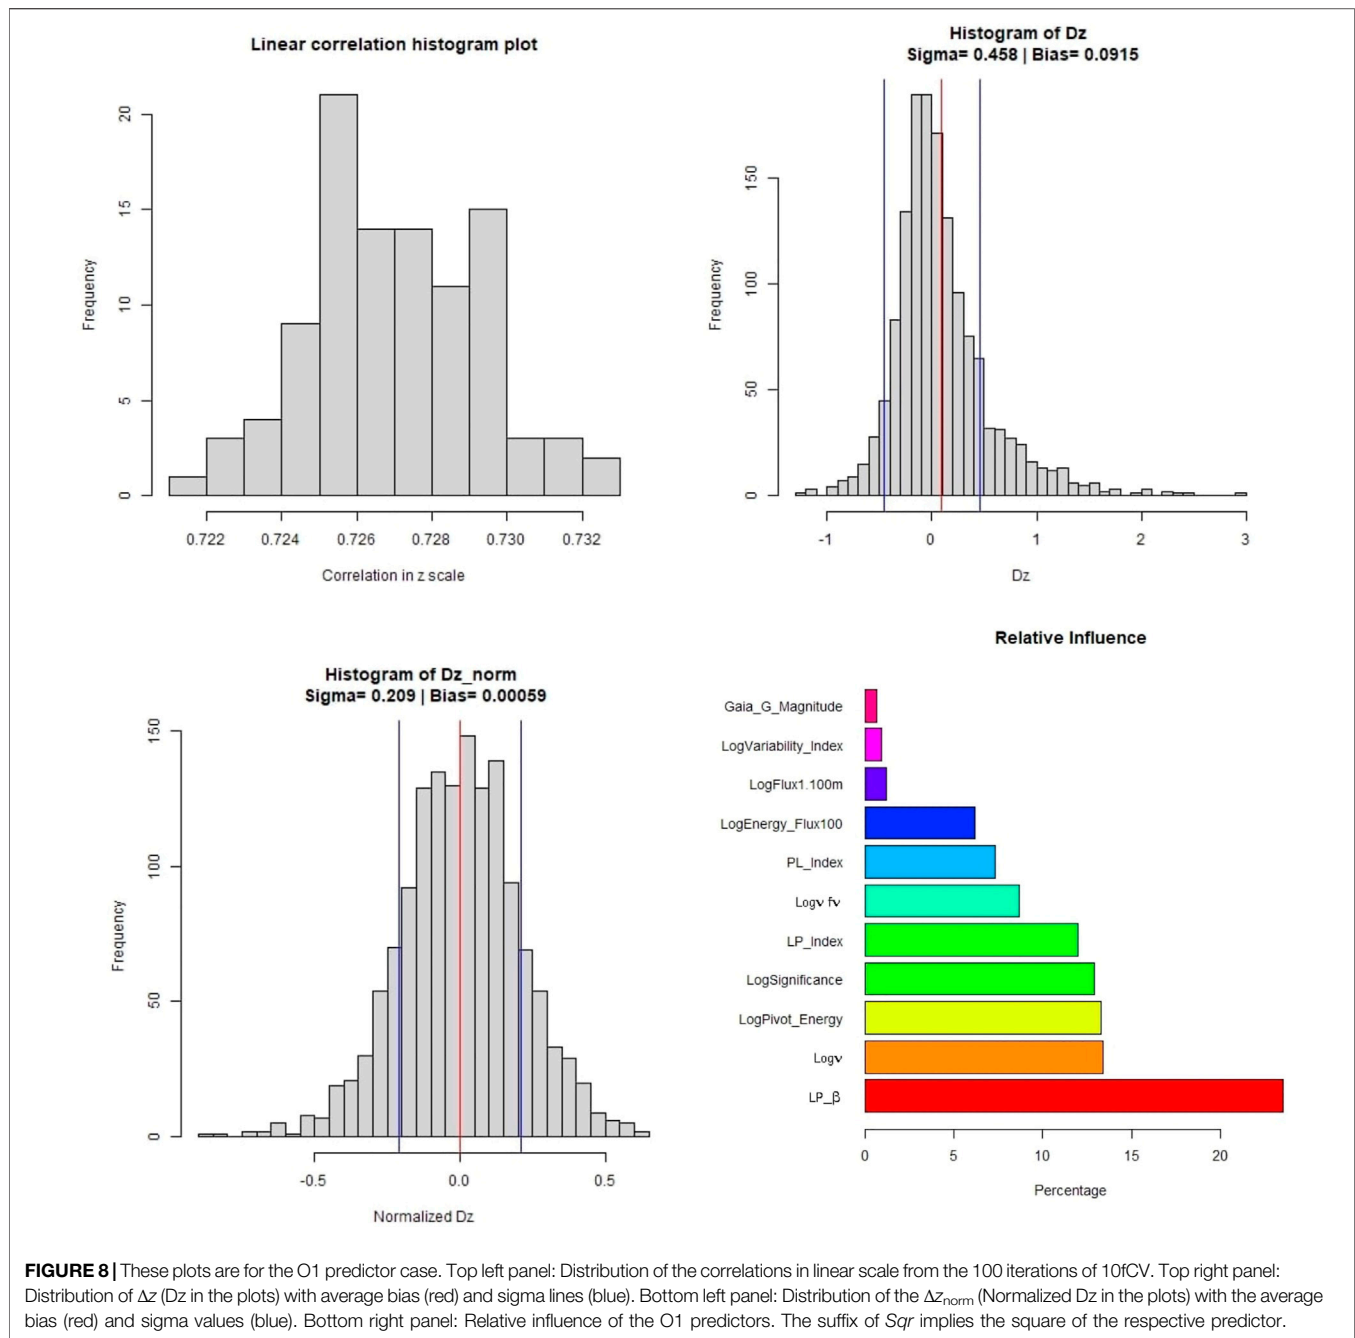 Linear correlation histogram plot
Frequency
0
5
10
15
20
0.722 0.724 0.726 0.728 0.730 0.732
Correlation in z scale
Histogram of Dz
Sigma= 0.458 | Bias= 0.0915
Frequency
0
50
100
150
-1 0 1 2 3
Dz
Histogram of Dz_norm
Sigma= 0.209 | Bias= 0.00059
Frequency
0
50
100
150
-0.5 0.0 0.5
Normalized Dz
Relative Influence
Gaia_G_Magnitude
LogVariability_Index
LogFlux1.100m
LogEnergy_Flux100
PL_Index
Logν fν
LP_Index
LogSignificance
LogPivot_Energy
Logν
LP_β
0 5 10 15 20
Percentage
FIGURE 8 | These plots are for the O1 predictor case. Top left panel: Distribution of the correlations in linear scale from the 100 iterations of 10fCV. Top right panel:
Distribution of Δz (Dz in the plots) with average bias (red) and sigma lines (blue). Bottom left panel: Distribution of the Δznorm (Normalized Dz in the plots) with the average
bias (red) and sigma values (blue). Bottom right panel: Relative influence of the O1 predictors. The suffix of Sqr implies the square of the respective predictor.